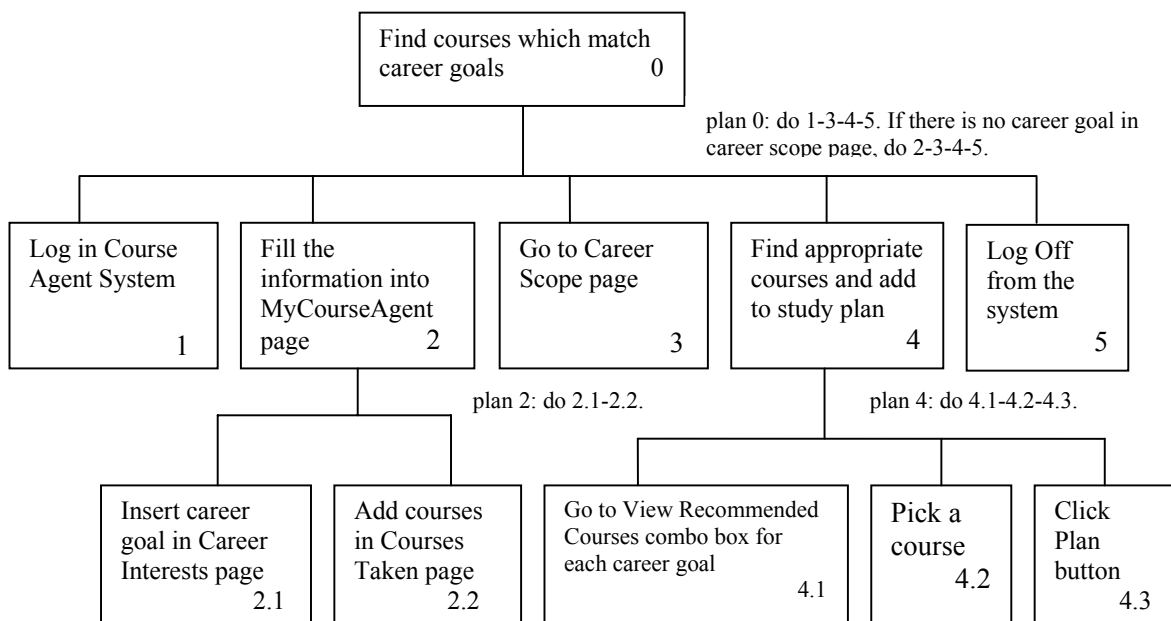 Find courses which match
career goals
0
plan 0: do 1-3-4-5. If there is no career goal in
career scope page, do 2-3-4-5.
Log in Course
Agent System
1
Fill the
information into
MyCourseAgent
page
2
Go to Career
Scope page
3
Find appropriate
courses and add
to study plan
4
Log Off
from the
system
5
plan 2: do 2.1-2.2.
plan 4: do 4.1-4.2-4.3.
Insert career
goal in Career
Interests page
2.1
Add courses
in Courses
Taken page
2.2
Go to View Recommended
Courses combo box for
each career goal
4.1
Pick a
course
4.2
Click
Plan
button
4.3